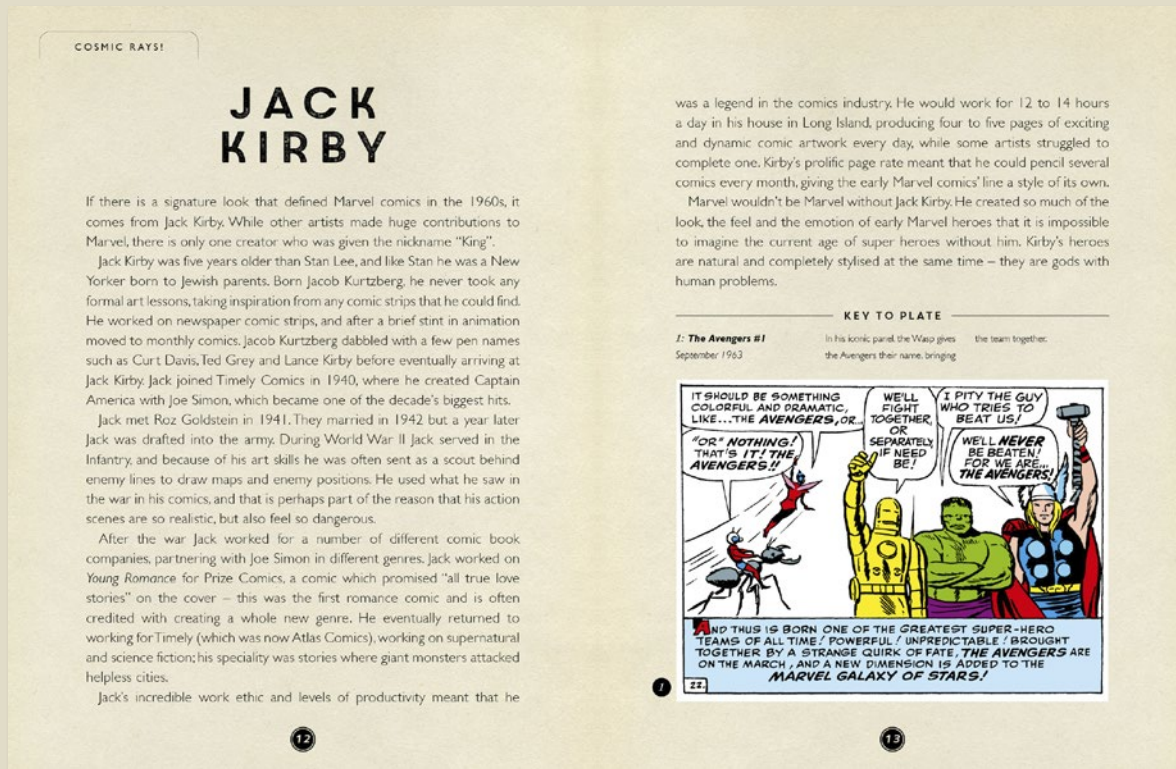 COSMIC RAYS!
JACK
KIRBY
If there is a signature look that defined Marvel comics in the 1960s, it
comes from Jack Kirby. While other artists made huge contributions to
Marvel, there is only one creator who was given the nickname “King”.
Jack Kirby was five years older than Stan Lee, and like Stan he was a New
Yorker born to Jewish parents. Born Jacob Kurtzberg, he never took any
formal art lessons, taking inspiration from any comic strips that he could find.
He worked on newspaper comic strips, and after a brief stint in animation
moved to monthly comics. Jacob Kurtzberg dabbled with a few pen names
such as Curt Davis, Ted Grey and Lance Kirby before eventually arriving at
Jack Kirby. Jack joined Timely Comics in 1940, where he created Captain
America with Joe Simon, which became one of the decade’s biggest hits.
Jack met Roz Goldstein in 1941. They married in 1942 but a year later
Jack was drafted into the army. During World War II Jack served in the
Infantry, and because of his art skills he was often sent as a scout behind
enemy lines to draw maps and enemy positions. He used what he saw in
the war in his comics, and that is perhaps part of the reason that his action
scenes are so realistic, but also feel so dangerous.
After the war Jack worked for a number of different comic book
companies, partnering with Joe Simon in different genres. Jack worked on
Young Romance for Prize Comics, a comic which promised “all true love
stories” on the cover – this was the first romance comic and is often
credited with creating a whole new genre. He eventually returned to
working for Timely (which was now Atlas Comics), working on supernatural
and science fiction; his speciality was stories where giant monsters attacked
helpless cities.
Jack’s incredible work ethic and levels of productivity meant that he
12
was a legend in the comics industry. He would work for 12 to 14 hours
a day in his house in Long Island, producing four to five pages of exciting
and dynamic comic artwork every day, while some artists struggled to
complete one. Kirby’s prolific page rate meant that he could pencil several
comics every month, giving the early Marvel comics’ line a style of its own.
Marvel wouldn’t be Marvel without Jack Kirby. He created so much of the
look, the feel and the emotion of early Marvel heroes that it is impossible
to imagine the current age of super heroes without him. Kirby’s heroes
are natural and completely stylised at the same time – they are gods with
human problems.
KEY TO PLATE
1: The Avengers #1
September 1963
In his iconic panel, the Wasp gives
the Avengers their name, bringing
the team together.
IT SHOULD BE SOMETHING
COLORFUL AND DRAMATIC,
LIKE...THE AVENGERS, OR...
"OR" NOTHING!
THAT'S IT! THE
AVENGERS!!
WE'LL
FIGHT
TOGETHER,
OR
SEPARATELY,
IF NEED
BE!
I PITY THE GUY
WHO TRIES TO
BEAT US!
WE'LL NEVER
BE BEATEN!
FOR WE ARE...
THE AVENGERS!
AND THUS IS BORN ONE OF THE GREATEST SUPER-HERO
TEAMS OF ALL TIME! POWERFUL! UNPREDICTABLE! BROUGHT
TOGETHER BY A STRANGE QUIRK OF FATE, THE AVENGERS ARE
ON THE MARCH, AND A NEW DIMENSION IS ADDED TO THE
MARVEL GALAXY OF STARS!
1
22.
13